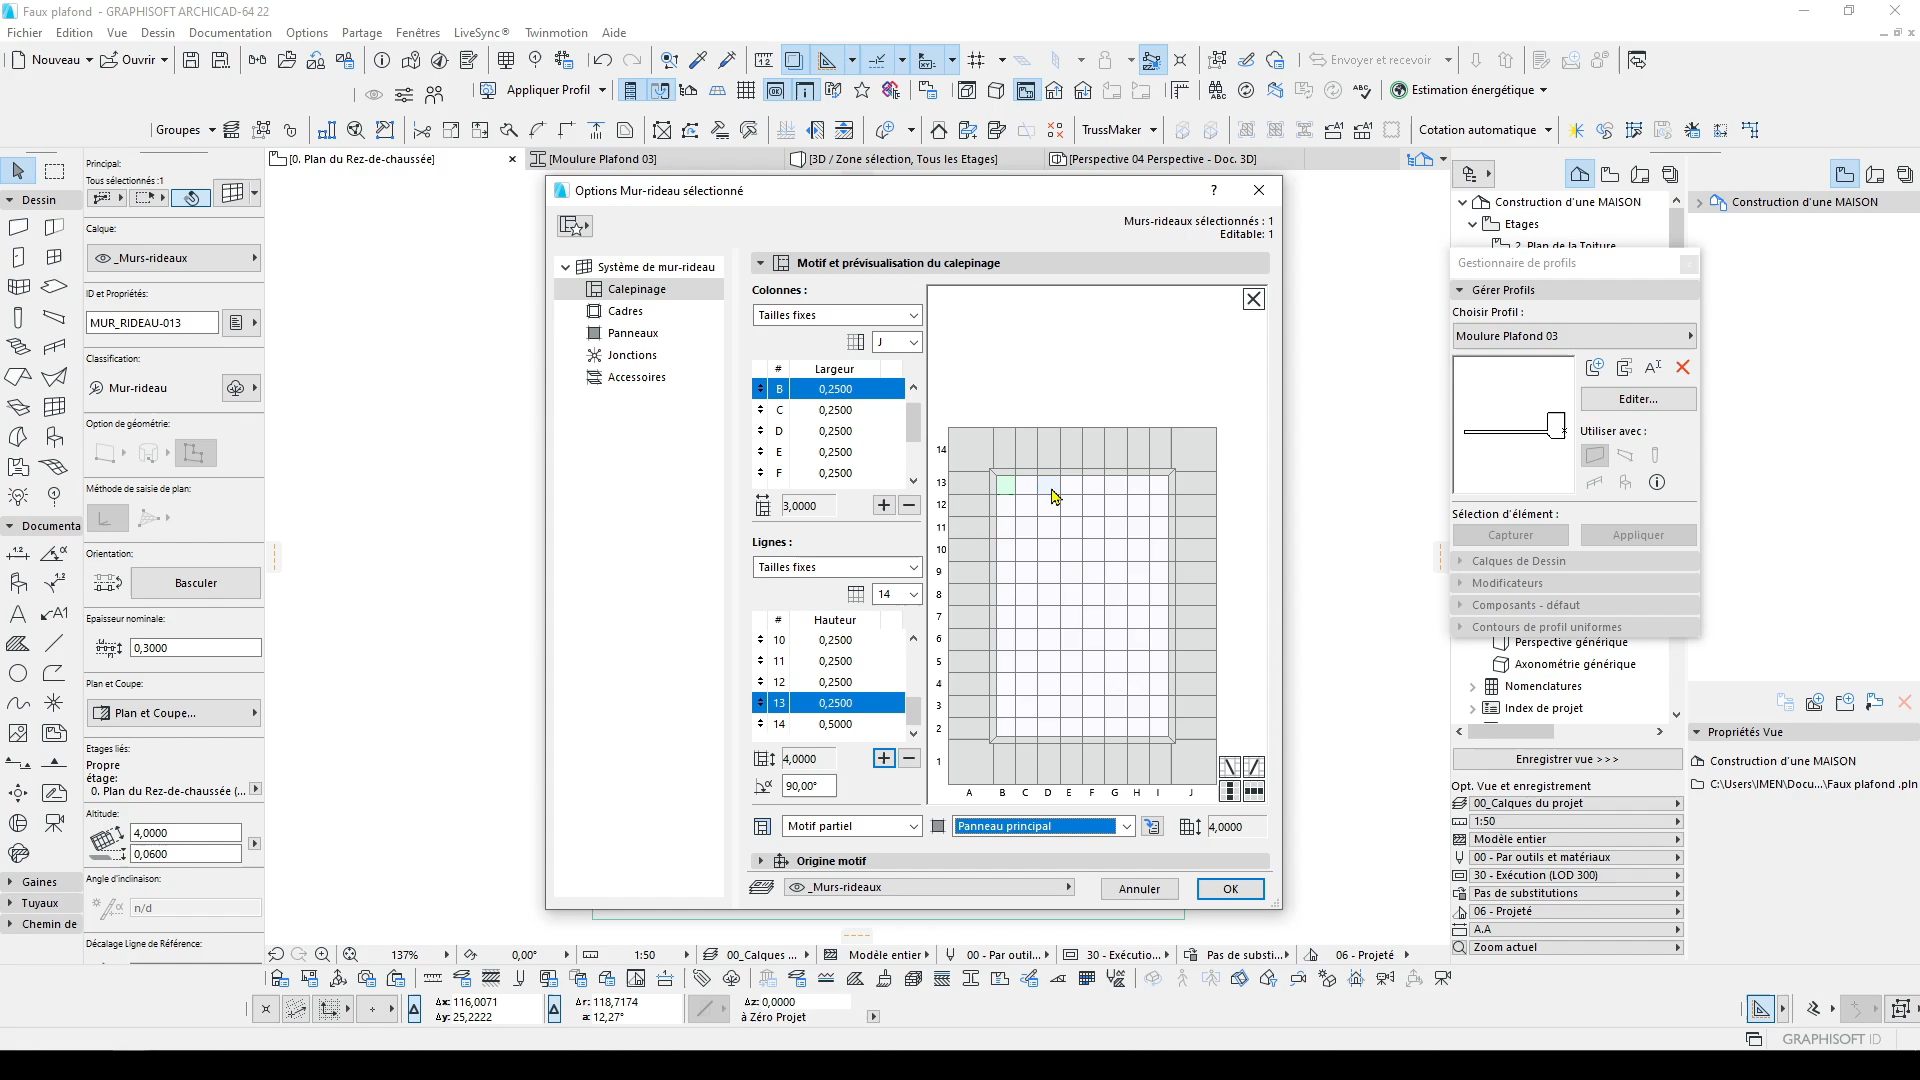 Faux plafond - GRAPHISOFT ARCHICAD-64 22
Fichier Edition Vue Dessin Documentation Options Partage Fenêtres LiveSync® Twinmotion Aide
Nouveau Ouvrir Envoyer et recevoir
Appliquer Profil Estimation énergétique
Groupes TrussMaker Cotation automatique
[0. Plan du Rez-de-chaussée] [Moulure Plafond 03] [3D / Zone sélection, Tous les Etages] [Perspective 04 Perspective - Doc. 3D]
Dessin
Documenta
Gaines
Tuyaux
Chemin de
Principal:
Tous sélectionnés :1
Calque:
_Murs-rideaux
ID et Propriétés:
MUR_RIDEAU-013
Classification:
Mur-rideau
Option de géométrie:
Méthode de saisie de plan:
Orientation:
Basculer
Epaisseur nominale:
0,3000
Plan et Coupe:
Plan et Coupe...
Etages liés:
Propre
étage:
0. Plan du Rez-de-chaussée (...
Altitude:
4,0000
0,0600
Angle d'inclinaison:
n/d
Décalage Ligne de Référence:
Options Mur-rideau sélectionné
?
Murs-rideaux sélectionnés : 1
Editable: 1
Système de mur-rideau
Calepinage
Cadres
Panneaux
Jonctions
Accessoires
Motif et prévisualisation du calepinage
Colonnes :
Tailles fixes
J
# Largeur
B 0,2500
C 0,2500
D 0,2500
E 0,2500
F 0,2500
3,0000
Lignes :
Tailles fixes
14
# Hauteur
10 0,2500
11 0,2500
12 0,2500
13 0,2500
14 0,5000
4,0000
90,00°
14
13
12
11
10
9
8
7
6
5
4
3
2
1
A B C D E F G H I J
Motif partiel Panneau principal 4,0000
Origine motif
_Murs-rideaux Annuler OK
Construction d'une MAISON
Etages
2. Plan de la Toiture
Gestionnaire de profils
Gérer Profils
Choisir Profil :
Moulure Plafond 03
Editer...
Utiliser avec :
Sélection d'élément :
Capturer Appliquer
Calques de Dessin
Modificateurs
Composants - défaut
Contours de profil uniformes
Perspective générique
Axonométrie générique
Nomenclatures
Index de projet
Enregistrer vue >>>
Opt. Vue et enregistrement
00_Calques du projet
1:50
Modèle entier
00 - Par outils et matériaux
30 - Exécution (LOD 300)
Pas de substitutions
06 - Projeté
A.A
Zoom actuel
Construction d'une MAISON
Propriétés Vue
Construction d'une MAISON
C:\Users\IMEN\Docu...\Faux plafond .pln
137% 0,00° 1:50 00_Calques ... Modèle entier 00 - Par outil... 30 - Exécutio... Pas de substi... 06 - Projeté
Δx: 116,0071
Δy: 25,2222
Δr: 118,7174
a: 12,27°
Δz: 0,0000
à Zéro Projet
GRAPHISOFT ID